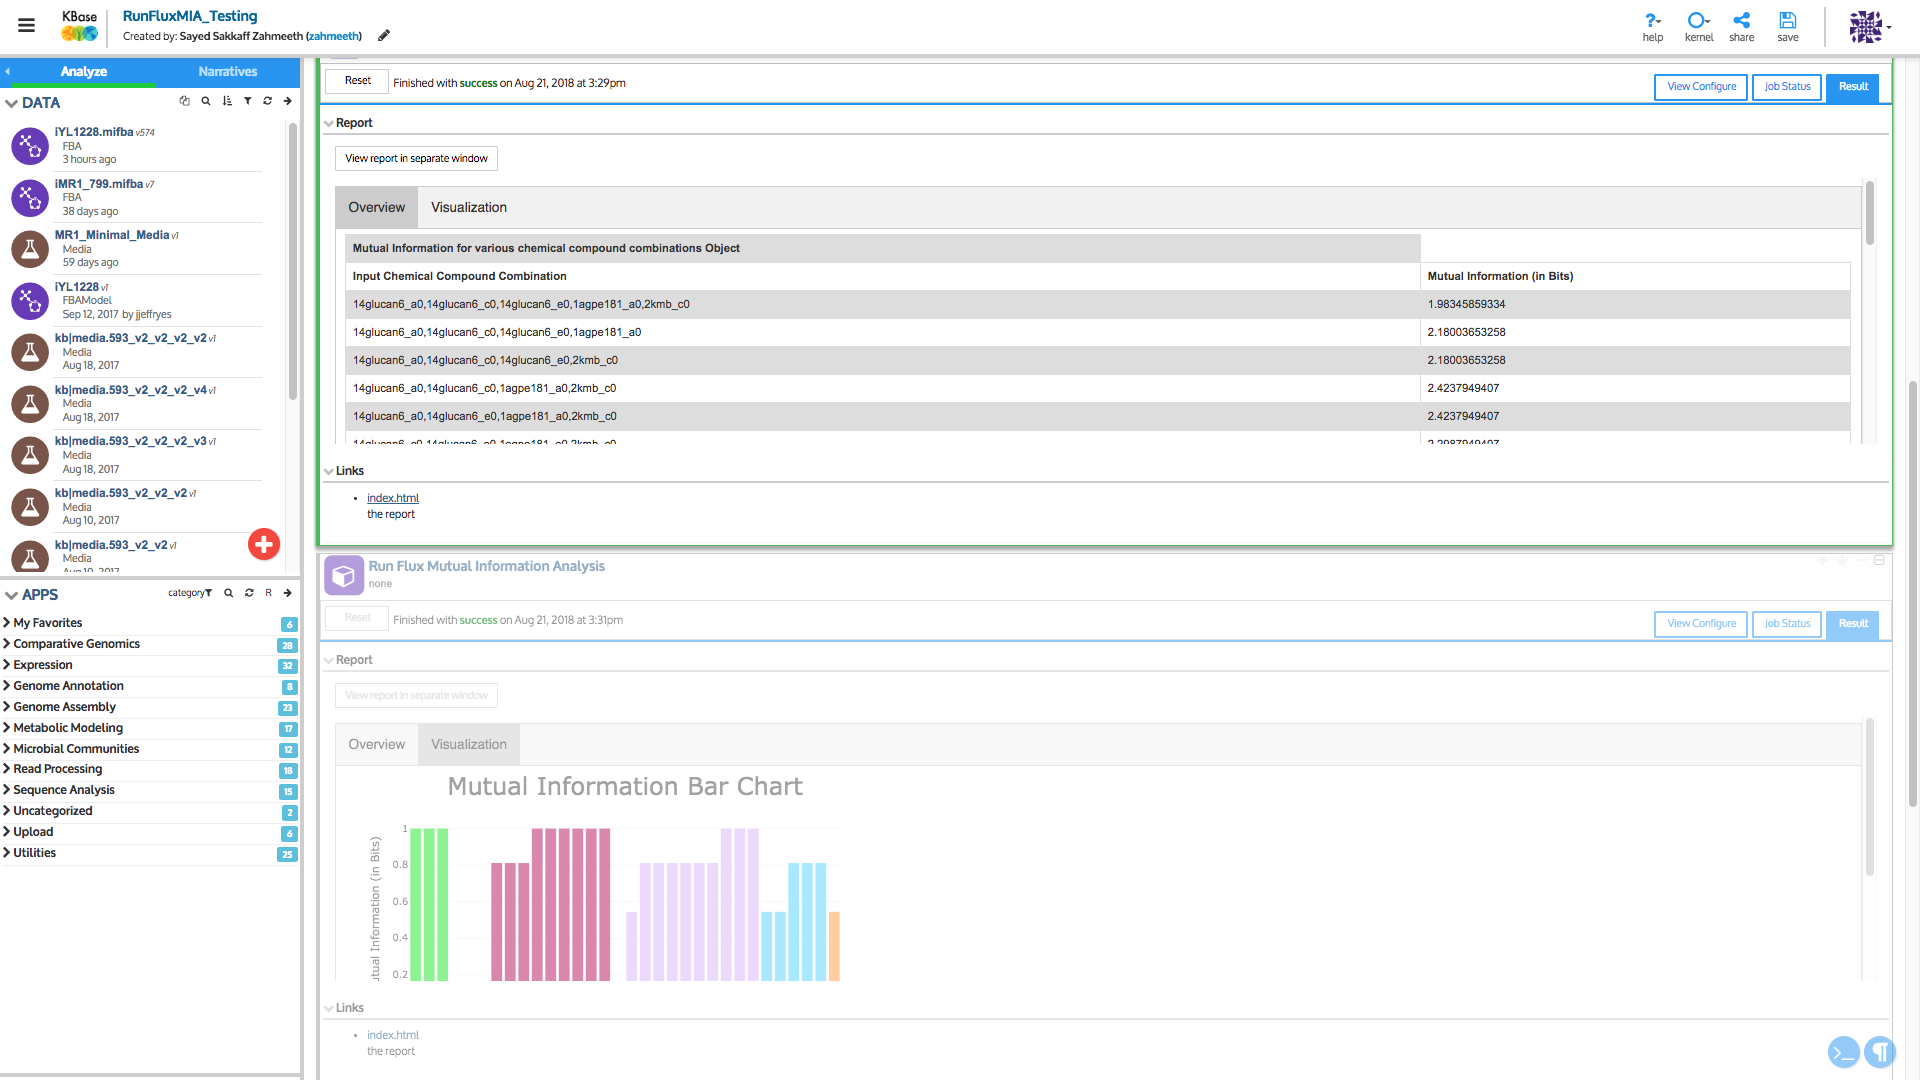 KBase
RunFluxMIA_Testing
Created by: Sayed Sakkaff Zahmeeth (zahmeeth)
help
kernel
share
save
Analyze
Narratives
DATA
iYL1228.mifba v574
FBA
3 hours ago
iMR1_799.mifba v7
FBA
38 days ago
MR1_Minimal_Media v1
Media
59 days ago
iYL1228 v1
FBAModel
Sep 12, 2017 by jjeffryes
kb|media.593_v2_v2_v2_v2 v1
Media
Aug 18, 2017
kb|media.593_v2_v2_v2_v4 v1
Media
Aug 18, 2017
kb|media.593_v2_v2_v2_v3 v1
Media
Aug 18, 2017
kb|media.593_v2_v2_v2 v1
Media
Aug 10, 2017
kb|media.593_v2_v2 v1
Media
Aug 10, 2017
APPS
category
R
My Favorites 6
Comparative Genomics 28
Expression 32
Genome Annotation 8
Genome Assembly 23
Metabolic Modeling 17
Microbial Communities 12
Read Processing 18
Sequence Analysis 15
Uncategorized 2
Upload 6
Utilities 25
Reset
Finished with success on Aug 21, 2018 at 3:29pm
View Configure
Job Status
Result
Report
View report in separate window
Overview
Visualization
Mutual Information for various chemical compound combinations Object
Input Chemical Compound Combination Mutual Information (in Bits)
14glucan6_a0,14glucan6_c0,14glucan6_e0,1agpe181_a0,2kmb_c0 1.98345859334
14glucan6_a0,14glucan6_c0,14glucan6_e0,1agpe181_a0 2.18003653258
14glucan6_a0,14glucan6_c0,14glucan6_e0,2kmb_c0 2.18003653258
14glucan6_a0,14glucan6_c0,1agpe181_a0,2kmb_c0 2.4237949407
14glucan6_a0,14glucan6_e0,1agpe181_a0,2kmb_c0 2.4237949407
Links
index.html
the report
Run Flux Mutual Information Analysis
none
Reset
Finished with success on Aug 21, 2018 at 3:31pm
View Configure
Job Status
Result
Report
View report in separate window
Overview
Visualization
Mutual Information Bar Chart
Information (in Bits)
1
0.8
0.6
0.4
0.2
Links
index.html
the report